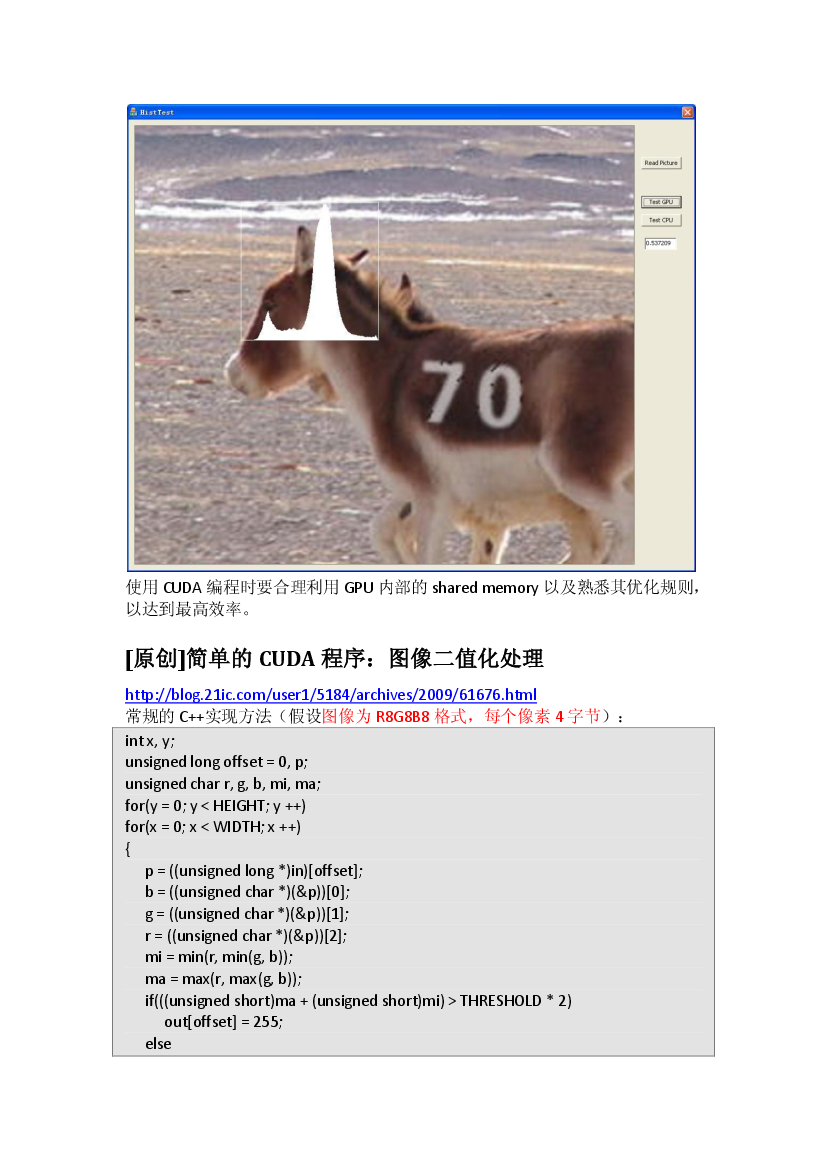 HistTest
Read Picture
Test GPU
Test CPU
0.537209
70
使用 CUDA 编程时要合理利用 GPU 内部的 shared memory 以及熟悉其优化规则，
以达到最高效率。
[原创]简单的 CUDA 程序：图像二值化处理
http://blog.21ic.com/user1/5184/archives/2009/61676.html
常规的 C++实现方法（假设图像为 R8G8B8 格式，每个像素 4 字节）：
int x, y;
unsigned long offset = 0, p;
unsigned char r, g, b, mi, ma;
for(y = 0; y < HEIGHT; y ++)
for(x = 0; x < WIDTH; x ++)
{
p = ((unsigned long *)in)[offset];
b = ((unsigned char *)(&p))[0];
g = ((unsigned char *)(&p))[1];
r = ((unsigned char *)(&p))[2];
mi = min(r, min(g, b));
ma = max(r, max(g, b));
if(((unsigned short)ma + (unsigned short)mi) > THRESHOLD * 2)
out[offset] = 255;
else